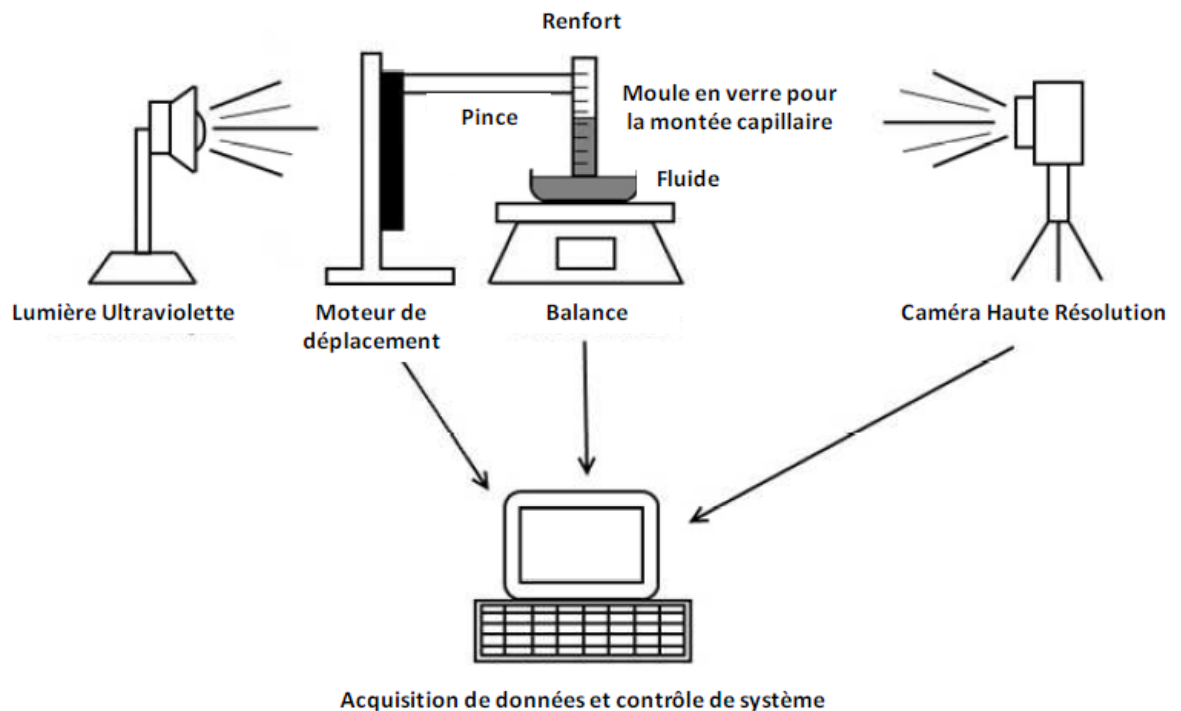 Renfort
Pince
Moule en verre pour
la montée capillaire
Fluide
Lumière Ultraviolette
Moteur de
déplacement
Balance
Caméra Haute Résolution
Acquisition de données et contrôle de système